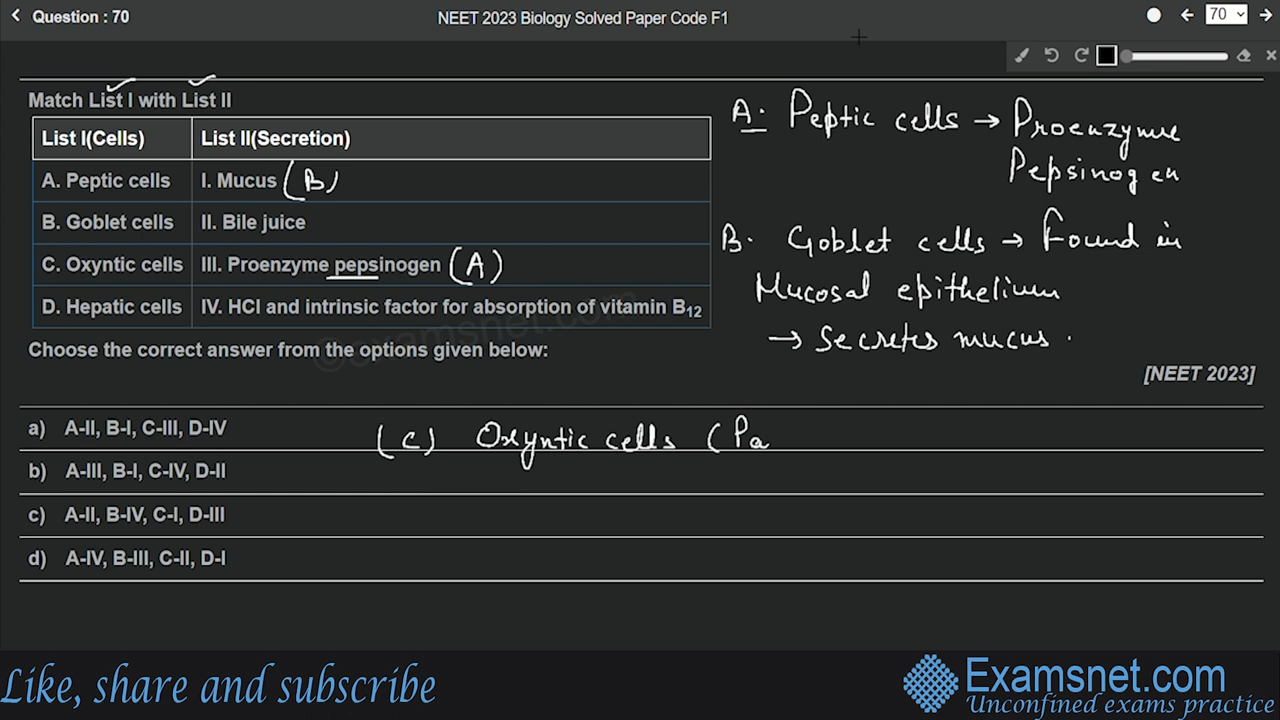 Question : 70
NEET 2023 Biology Solved Paper Code F1
70
Match List I with List II
List I(Cells) List II(Secretion)
A. Peptic cells I. Mucus (B)
B. Goblet cells II. Bile juice
C. Oxyntic cells III. Proenzyme pepsinogen (A)
D. Hepatic cells IV. HCl and intrinsic factor for absorption of vitamin B₁₂
Choose the correct answer from the options given below:
A. Peptic cells → Proenzyme
Pepsinogen
B. Goblet cells → Found in
Mucosal epithelium
→ Secretes mucus.
[NEET 2023]
©examsnet.com
a) A-II, B-I, C-III, D-IV
(C) Oxyntic cells (Pa
b) A-III, B-I, C-IV, D-II
c) A-II, B-IV, C-I, D-III
d) A-IV, B-III, C-II, D-I
Like, share and subscribe
Examsnet.com
Unconfined exams practice